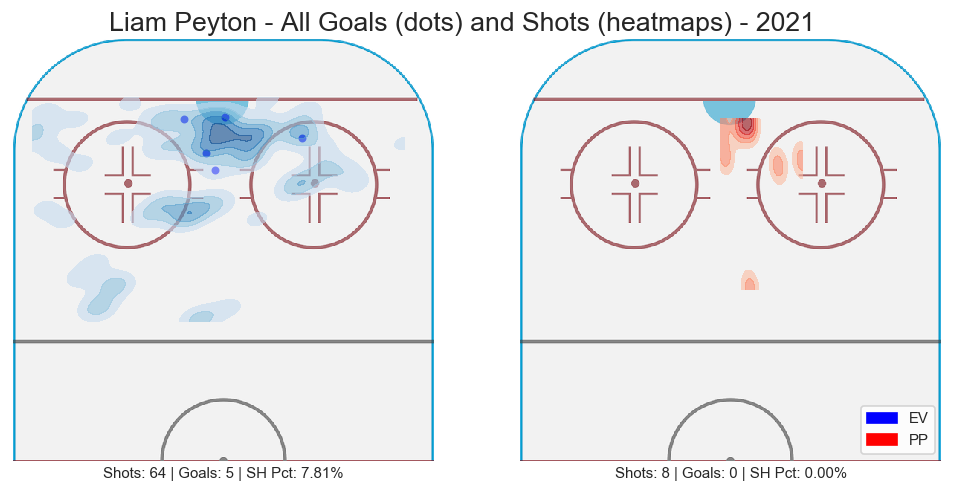 Liam Peyton - All Goals (dots) and Shots (heatmaps) - 2021
EV
PP
Shots: 64 | Goals: 5 | SH Pct: 7.81%
Shots: 8 | Goals: 0 | SH Pct: 0.00%